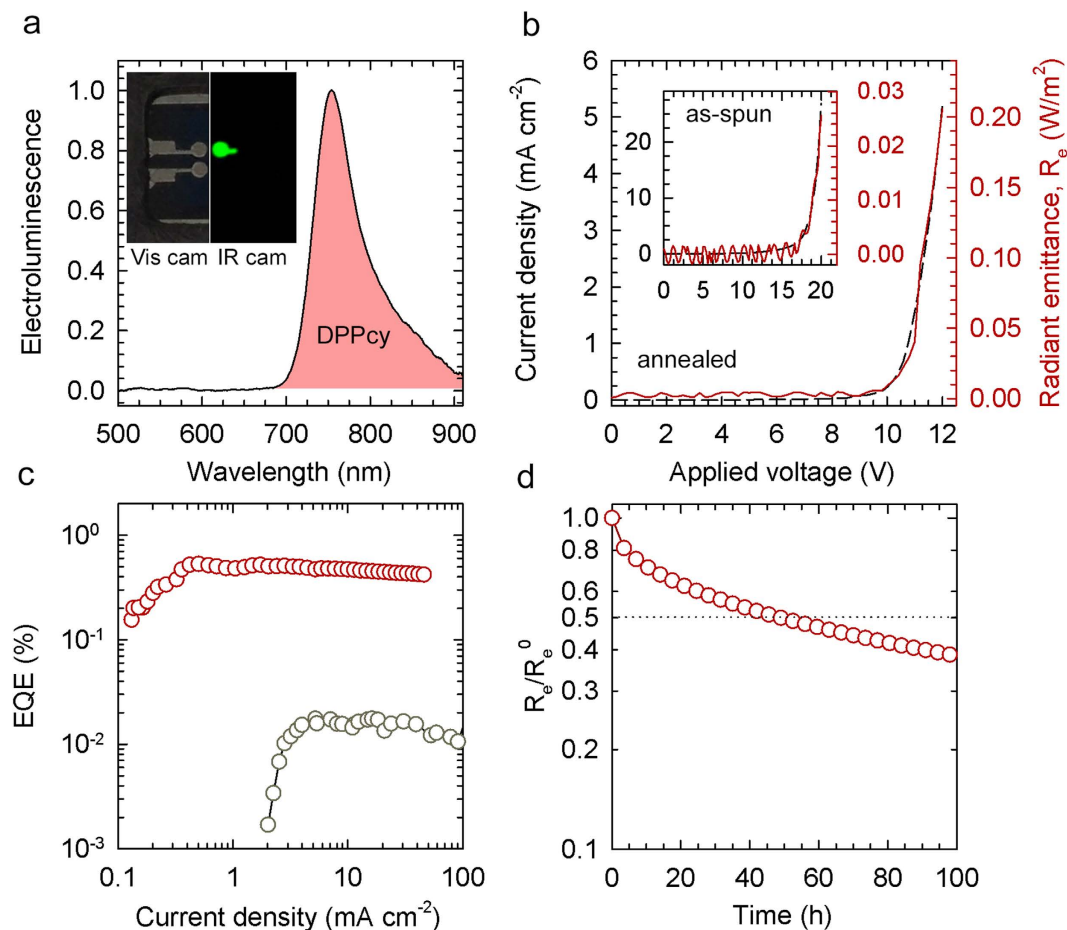 a
Electroluminescence
1.0
0.8
0.6
0.4
0.2
0.0
Vis cam IR cam
DPPcy
500 600 700 800 900
Wavelength (nm)
b
Current density (mA cm⁻²)
6
5
4
3
2
1
0
as-spun
20
10
0
0 5 10 15 20
0.03
0.02
0.01
0.00
annealed
0.20
0.15
0.10
0.05
0.00
Radiant emittance, Rₑ (W/m²)
0 2 4 6 8 10 12
Applied voltage (V)
c
EQE (%)
10⁰
10⁻¹
10⁻²
10⁻³
0.1 1 10 100
Current density (mA cm⁻²)
d
Rₑ/Rₑ⁰
1.0
0.8
0.6
0.5
0.4
0.3
0.2
0.1
0 20 40 60 80 100
Time (h)